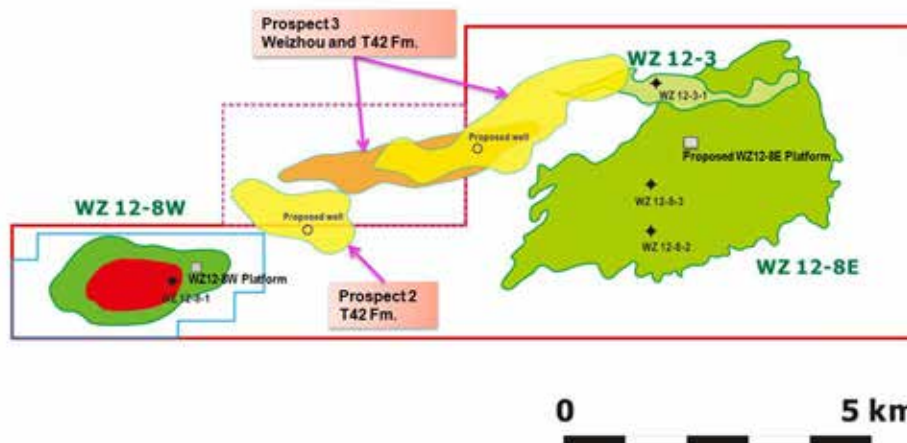 Prospect 3
Weizhou and T42 Fm.
WZ 12-3
WZ 12-3-1
Proposed well
Proposed WZ12-8E Platform
WZ 12-8-3
WZ 12-8W
Proposed well
WZ 12-8-2
WZ 12-8E
WZ12-8W Platform
WZ 12-8-1
Prospect 2
T42 Fm.
0
5 km